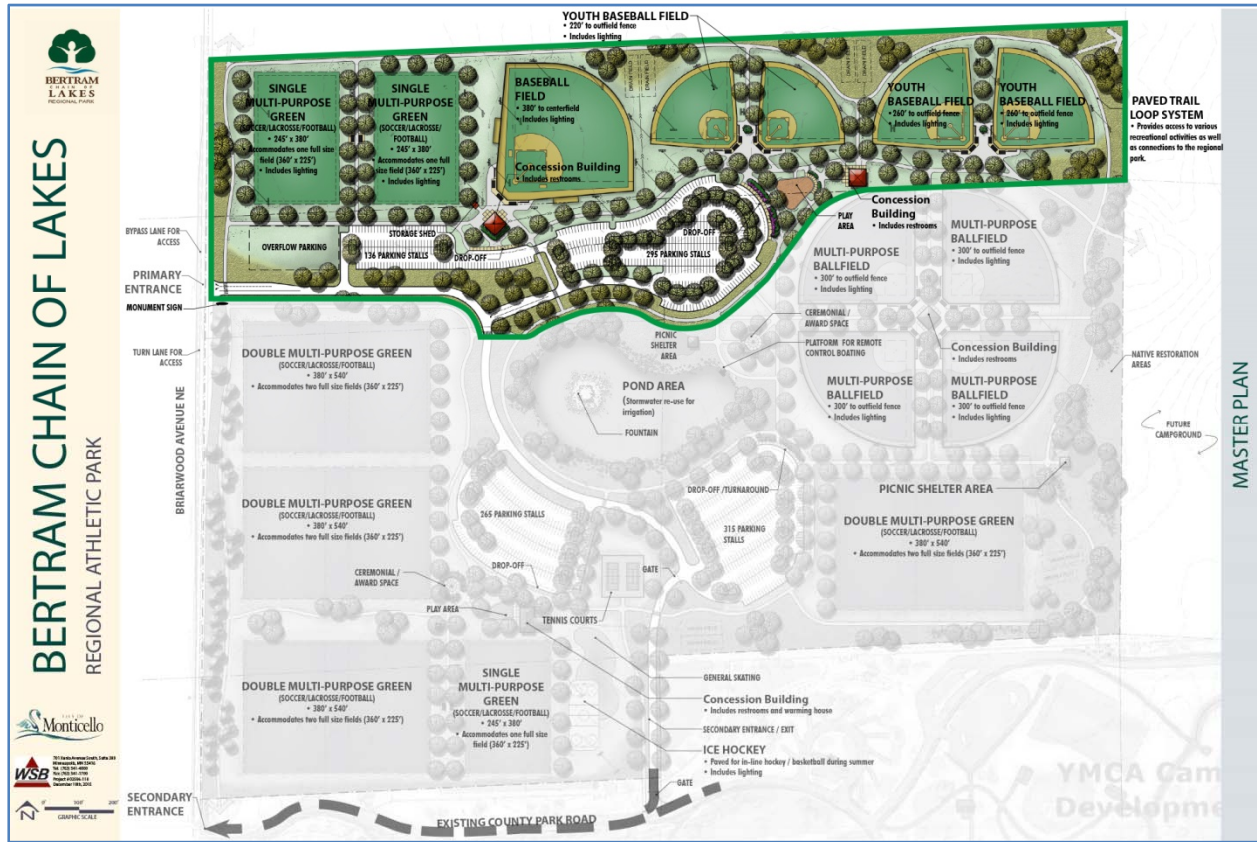 BERTRAM
CHAIN OF
LAKES
REGIONAL PARK
BERTRAM CHAIN OF LAKES
REGIONAL ATHLETIC PARK
CITY OF
Monticello
WSB
N
0' 100' 200'
GRAPHIC SCALE
MASTER PLAN
YOUTH BASEBALL FIELD
• 220' to outfield fence
• Includes lighting
SINGLE
MULTI-PURPOSE
GREEN
(SOCCER/LACROSSE/FOOTBALL)
• 245' x 380'
• Accommodates one full size
field (360' x 225')
• Includes lighting
SINGLE
MULTI-PURPOSE
GREEN
(SOCCER/LACROSSE/
FOOTBALL)
• 245' x 380'
• Accommodates one full
size field (360' x 225')
• Includes lighting
BASEBALL
FIELD
• 380' to centerfield
• Includes lighting
Concession Building
• Includes restrooms
DRAIN FIELD
DRAIN FIELD
DRAIN FIELD
DRAIN FIELD
YOUTH
BASEBALL FIELD
• 260' to outfield fence
• Includes lighting
YOUTH
BASEBALL FIELD
• 260' to outfield fence
• Includes lighting
PAVED TRAIL
LOOP SYSTEM
• Provides access to various
recreational activities as well
as connections to the regional
park.
Concession
Building
• Includes restrooms
PLAY
AREA
BYPASS LANE FOR
ACCESS
OVERFLOW PARKING
STORAGE SHED
136 PARKING STALLS
DROP-OFF
DROP-OFF
295 PARKING STALLS
PRIMARY
ENTRANCE
MONUMENT SIGN
TURN LANE FOR
ACCESS
BRIARWOOD AVENUE NE
MULTI-PURPOSE
BALLFIELD
• 300' to outfield fence
• Includes lighting
MULTI-PURPOSE
BALLFIELD
• 300' to outfield fence
• Includes lighting
CEREMONIAL /
AWARD SPACE
PICNIC
SHELTER
AREA
PLATFORM FOR REMOTE
CONTROL BOATING
Concession Building
• Includes restrooms
NATIVE RESTORATION
AREAS
DOUBLE MULTI-PURPOSE GREEN
(SOCCER/LACROSSE/FOOTBALL)
• 380' x 540'
• Accommodates two full size fields (360' x 225')
POND AREA
(Stormwater re-use for
irrigation)
FOUNTAIN
MULTI-PURPOSE
BALLFIELD
• 300' to outfield fence
• Includes lighting
MULTI-PURPOSE
BALLFIELD
• 300' to outfield fence
• Includes lighting
FUTURE
CAMPGROUND
DOUBLE MULTI-PURPOSE GREEN
(SOCCER/LACROSSE/FOOTBALL)
• 380' x 540'
• Accommodates two full size fields (360' x 225')
265 PARKING STALLS
DROP-OFF /TURNAROUND
315 PARKING
STALLS
PICNIC SHELTER AREA
DOUBLE MULTI-PURPOSE GREEN
(SOCCER/LACROSSE/FOOTBALL)
• 380' x 540'
• Accommodates two full size fields (360' x 225')
CEREMONIAL /
AWARD SPACE
DROP-OFF
GATE
PLAY AREA
TENNIS COURTS
DOUBLE MULTI-PURPOSE GREEN
(SOCCER/LACROSSE/FOOTBALL)
• 380' x 540'
• Accommodates two full size fields (360' x 225')
SINGLE
MULTI-PURPOSE
GREEN
(SOCCER/LACROSSE/FOOTBALL)
• 245' x 380'
• Accommodates one full size
field (360' x 225')
GENERAL SKATING
Concession Building
• Includes restrooms and warming house
SECONDARY ENTRANCE / EXIT
ICE HOCKEY
• Paved for in-line hockey / basketball during summer
• Includes lighting
GATE
YMCA Cam
Developme
SECONDARY
ENTRANCE
EXISTING COUNTY PARK ROAD